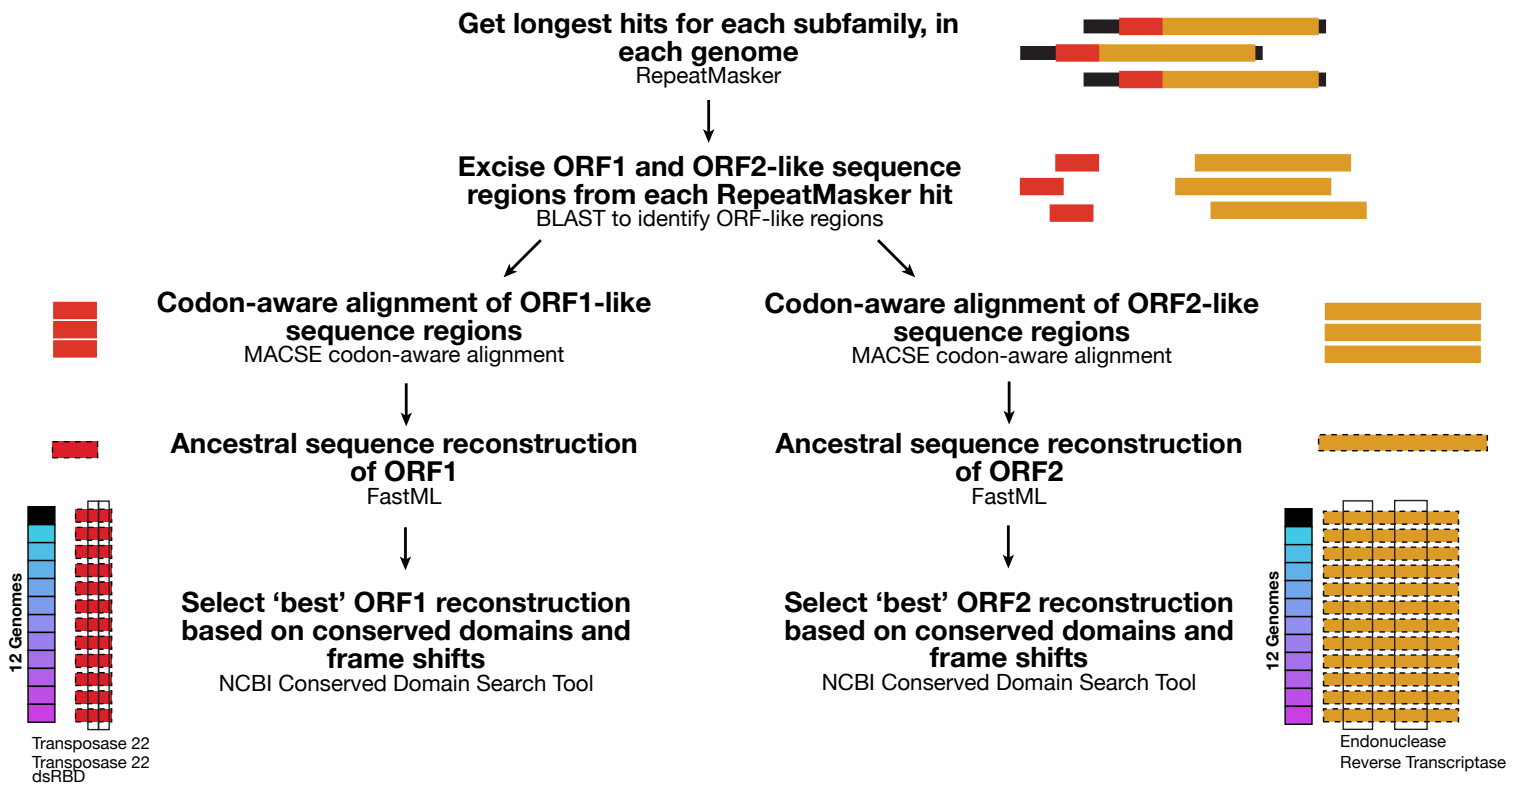 Get longest hits for each subfamily, in
each genome
RepeatMasker
Excise ORF1 and ORF2-like sequence
regions from each RepeatMasker hit
BLAST to identify ORF-like regions
Codon-aware alignment of ORF1-like
sequence regions
MACSE codon-aware alignment
Codon-aware alignment of ORF2-like
sequence regions
MACSE codon-aware alignment
Ancestral sequence reconstruction
of ORF1
FastML
Ancestral sequence reconstruction
of ORF2
FastML
12 Genomes
Select ‘best’ ORF1 reconstruction
based on conserved domains and
frame shifts
NCBI Conserved Domain Search Tool
Select ‘best’ ORF2 reconstruction
based on conserved domains and
frame shifts
NCBI Conserved Domain Search Tool
12 Genomes
Transposase 22
Transposase 22
dsRBD
Endonuclease
Reverse Transcriptase